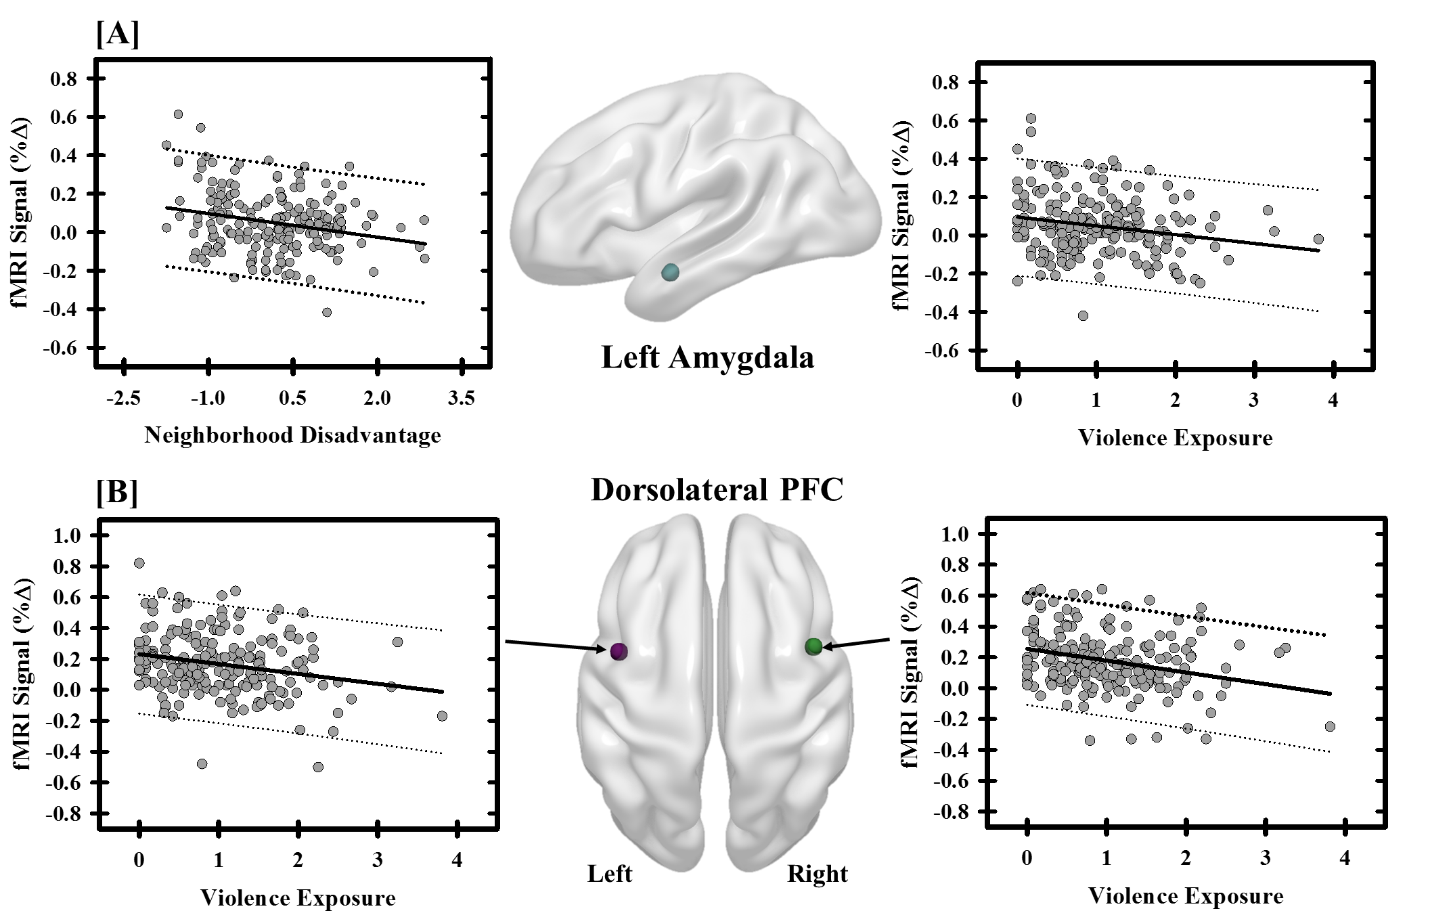 [A]
0.8
0.6
0.4
0.2
0.0
-0.2
-0.4
-0.6
fMRI Signal (%Δ)
-2.5 -1.0 0.5 2.0 3.5
Neighborhood Disadvantage
Left Amygdala
0.8
0.6
0.4
0.2
0.0
-0.2
-0.4
-0.6
fMRI Signal (%Δ)
0 1 2 3 4
Violence Exposure
[B]
Dorsolateral PFC
1.0
0.8
0.6
0.4
0.2
0.0
-0.2
-0.4
-0.6
-0.8
fMRI Signal (%Δ)
0 1 2 3 4
Violence Exposure
Left Right
1.0
0.8
0.6
0.4
0.2
0.0
-0.2
-0.4
-0.6
-0.8
fMRI Signal (%Δ)
0 1 2 3 4
Violence Exposure